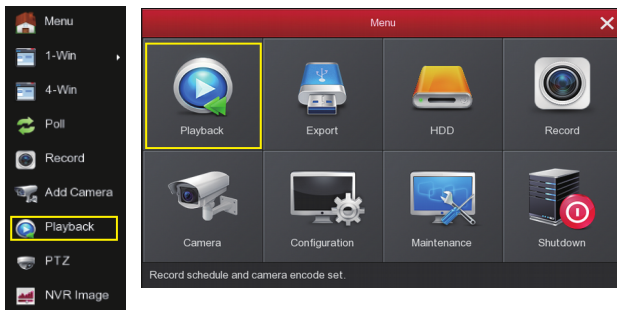 Menu
1-Win
4-Win
Poll
Record
Add Camera
Playback
PTZ
NVR Image
Menu
Playback Export HDD Record
Camera Configuration Maintenance Shutdown
Record schedule and camera encode set.